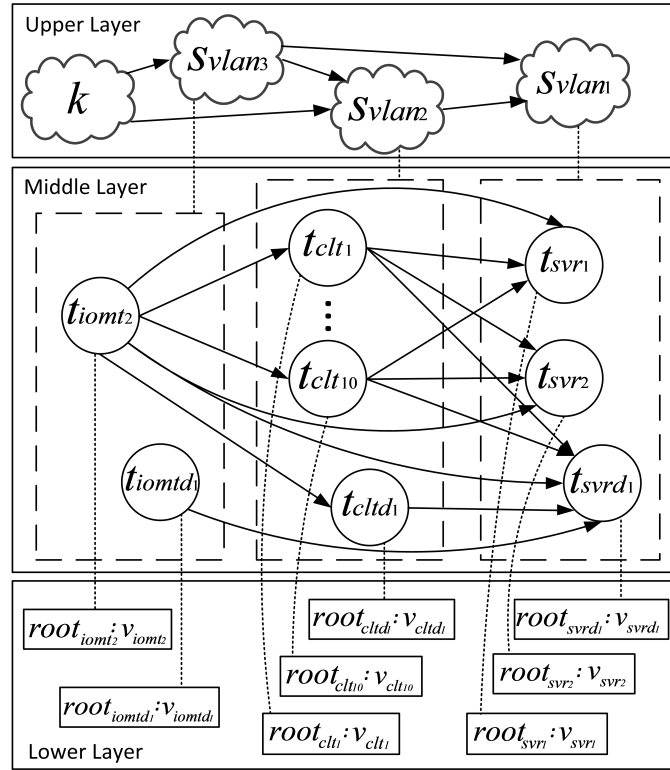 Upper Layer
k
Svlan3
Svlan2
Svlan1
Middle Layer
tiomt2
tiomtd1
tclt1
⋮
tclt10
tcltd1
tsvr1
tsvr2
tsvrd1
rootiomt2:viomt2
rootiomtd1:viomtd1
rootcltd1:vcltd1
rootclt10:vclt10
rootclt1:vclt1
rootsvrd1:vsvrd1
rootsvr2:vsvr2
rootsvr1:vsvr1
Lower Layer